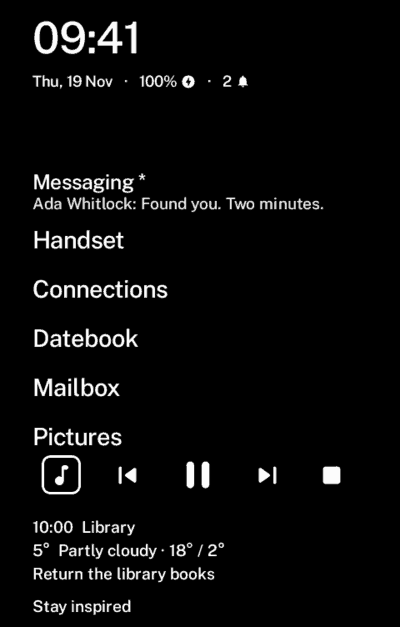 09:41
Thu, 19 Nov · 100% · 2
Messaging *
Ada Whitlock: Found you. Two minutes.
Handset
Connections
Datebook
Mailbox
Pictures
10:00 Library
5° Partly cloudy · 18° / 2°
Return the library books
Stay inspired